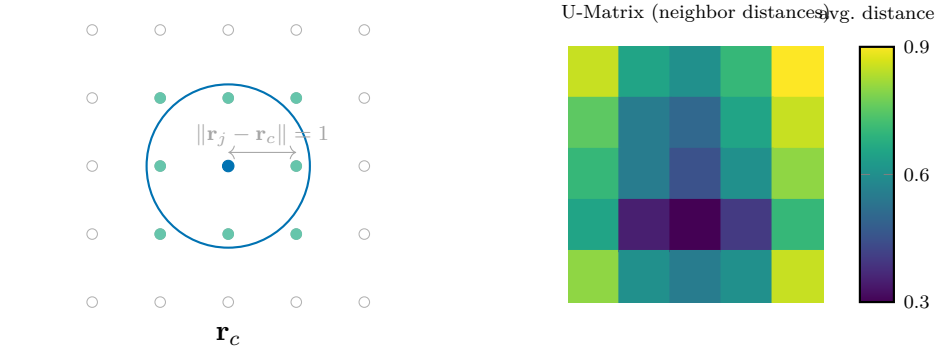 U-Matrix (neighbor distances)
avg. distance
‖r_j − r_c‖ = 1
0.9
0.6
0.3
r_c